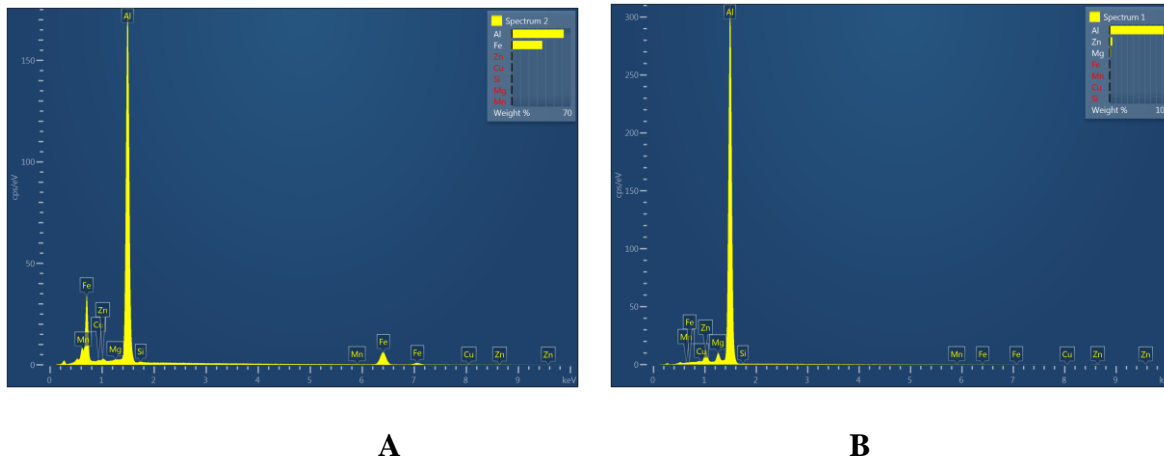 Al
Spectrum 2
Al
Fe
Zn
Cu
Si
Mg
Mn
Weight % 70
150
100
50
0
cps/eV
Fe
Zn
Mn
Mg
Si
Mn
Fe
Fe
Cu
Zn
Zn
0 1 2 3 4 5 6 7 8 9 keV
A
Al
Spectrum 1
Al
Zn
Mg
Fe
Mn
Cu
Si
Weight %
300
250
200
150
100
50
0
cps/eV
Fe
Zn
Cu
Mg
Si
Mn
Fe
Fe
Cu
Zn
Zn
0 1 2 3 4 5 6 7 8 9
B